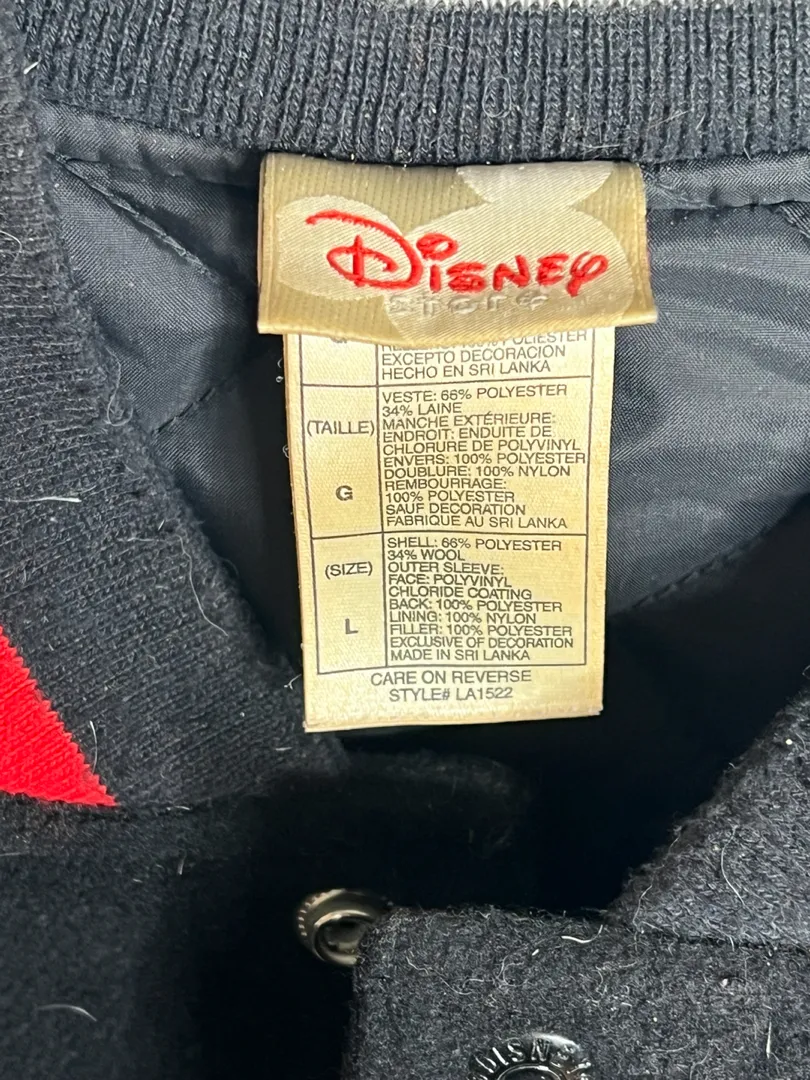 Disney
store
EXCEPTO DECORACION
HECHO EN SRI LANKA
VESTE: 66% POLYESTER
34% LAINE
(TAILLE)
MANCHE EXTÉRIEURE:
ENDROIT: ENDUITE DE
CHLORURE DE POLYVINYL
ENVERS: 100% POLYESTER
DOUBLURE: 100% NYLON
REMBOURRAGE:
G
100% POLYESTER
SAUF DECORATION
FABRIQUE AU SRI LANKA
SHELL: 66% POLYESTER
34% WOOL
(SIZE)
OUTER SLEEVE:
FACE: POLYVINYL
CHLORIDE COATING
BACK: 100% POLYESTER
LINING: 100% NYLON
L
FILLER: 100% POLYESTER
EXCLUSIVE OF DECORATION
MADE IN SRI LANKA
CARE ON REVERSE
STYLE# LA1522